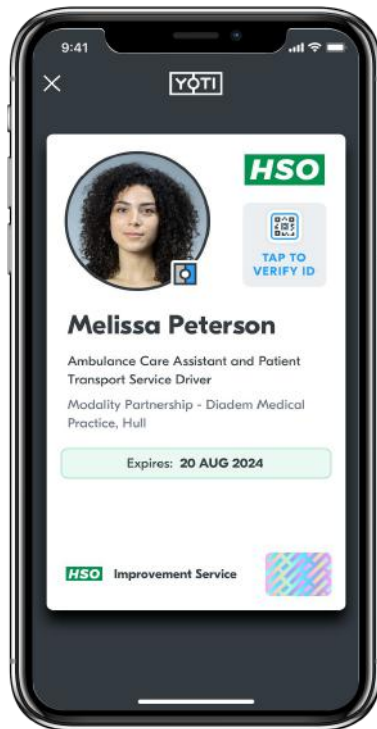 9:41
YOTI
HSO
TAP TO
VERIFY ID
Melissa Peterson
Ambulance Care Assistant and Patient
Transport Service Driver
Modality Partnership - Diadem Medical
Practice, Hull
Expires: 20 AUG 2024
HSO Improvement Service